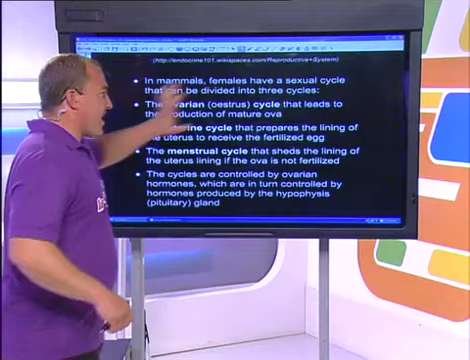 (http://endocrine101.wikispaces.com/Reproductive+System)
• In mammals, females have a sexual cycle
that can be divided into three cycles:
• The ovarian (oestrus) cycle that leads to
the production of mature ova
uterine cycle that prepares the lining of
the uterus to receive the fertilized egg
• The menstrual cycle that sheds the lining of
the uterus lining if the ova is not fertilized
• The cycles are controlled by ovarian
hormones, which are in turn controlled by
hormones produced by the hypophysis
(pituitary) gland